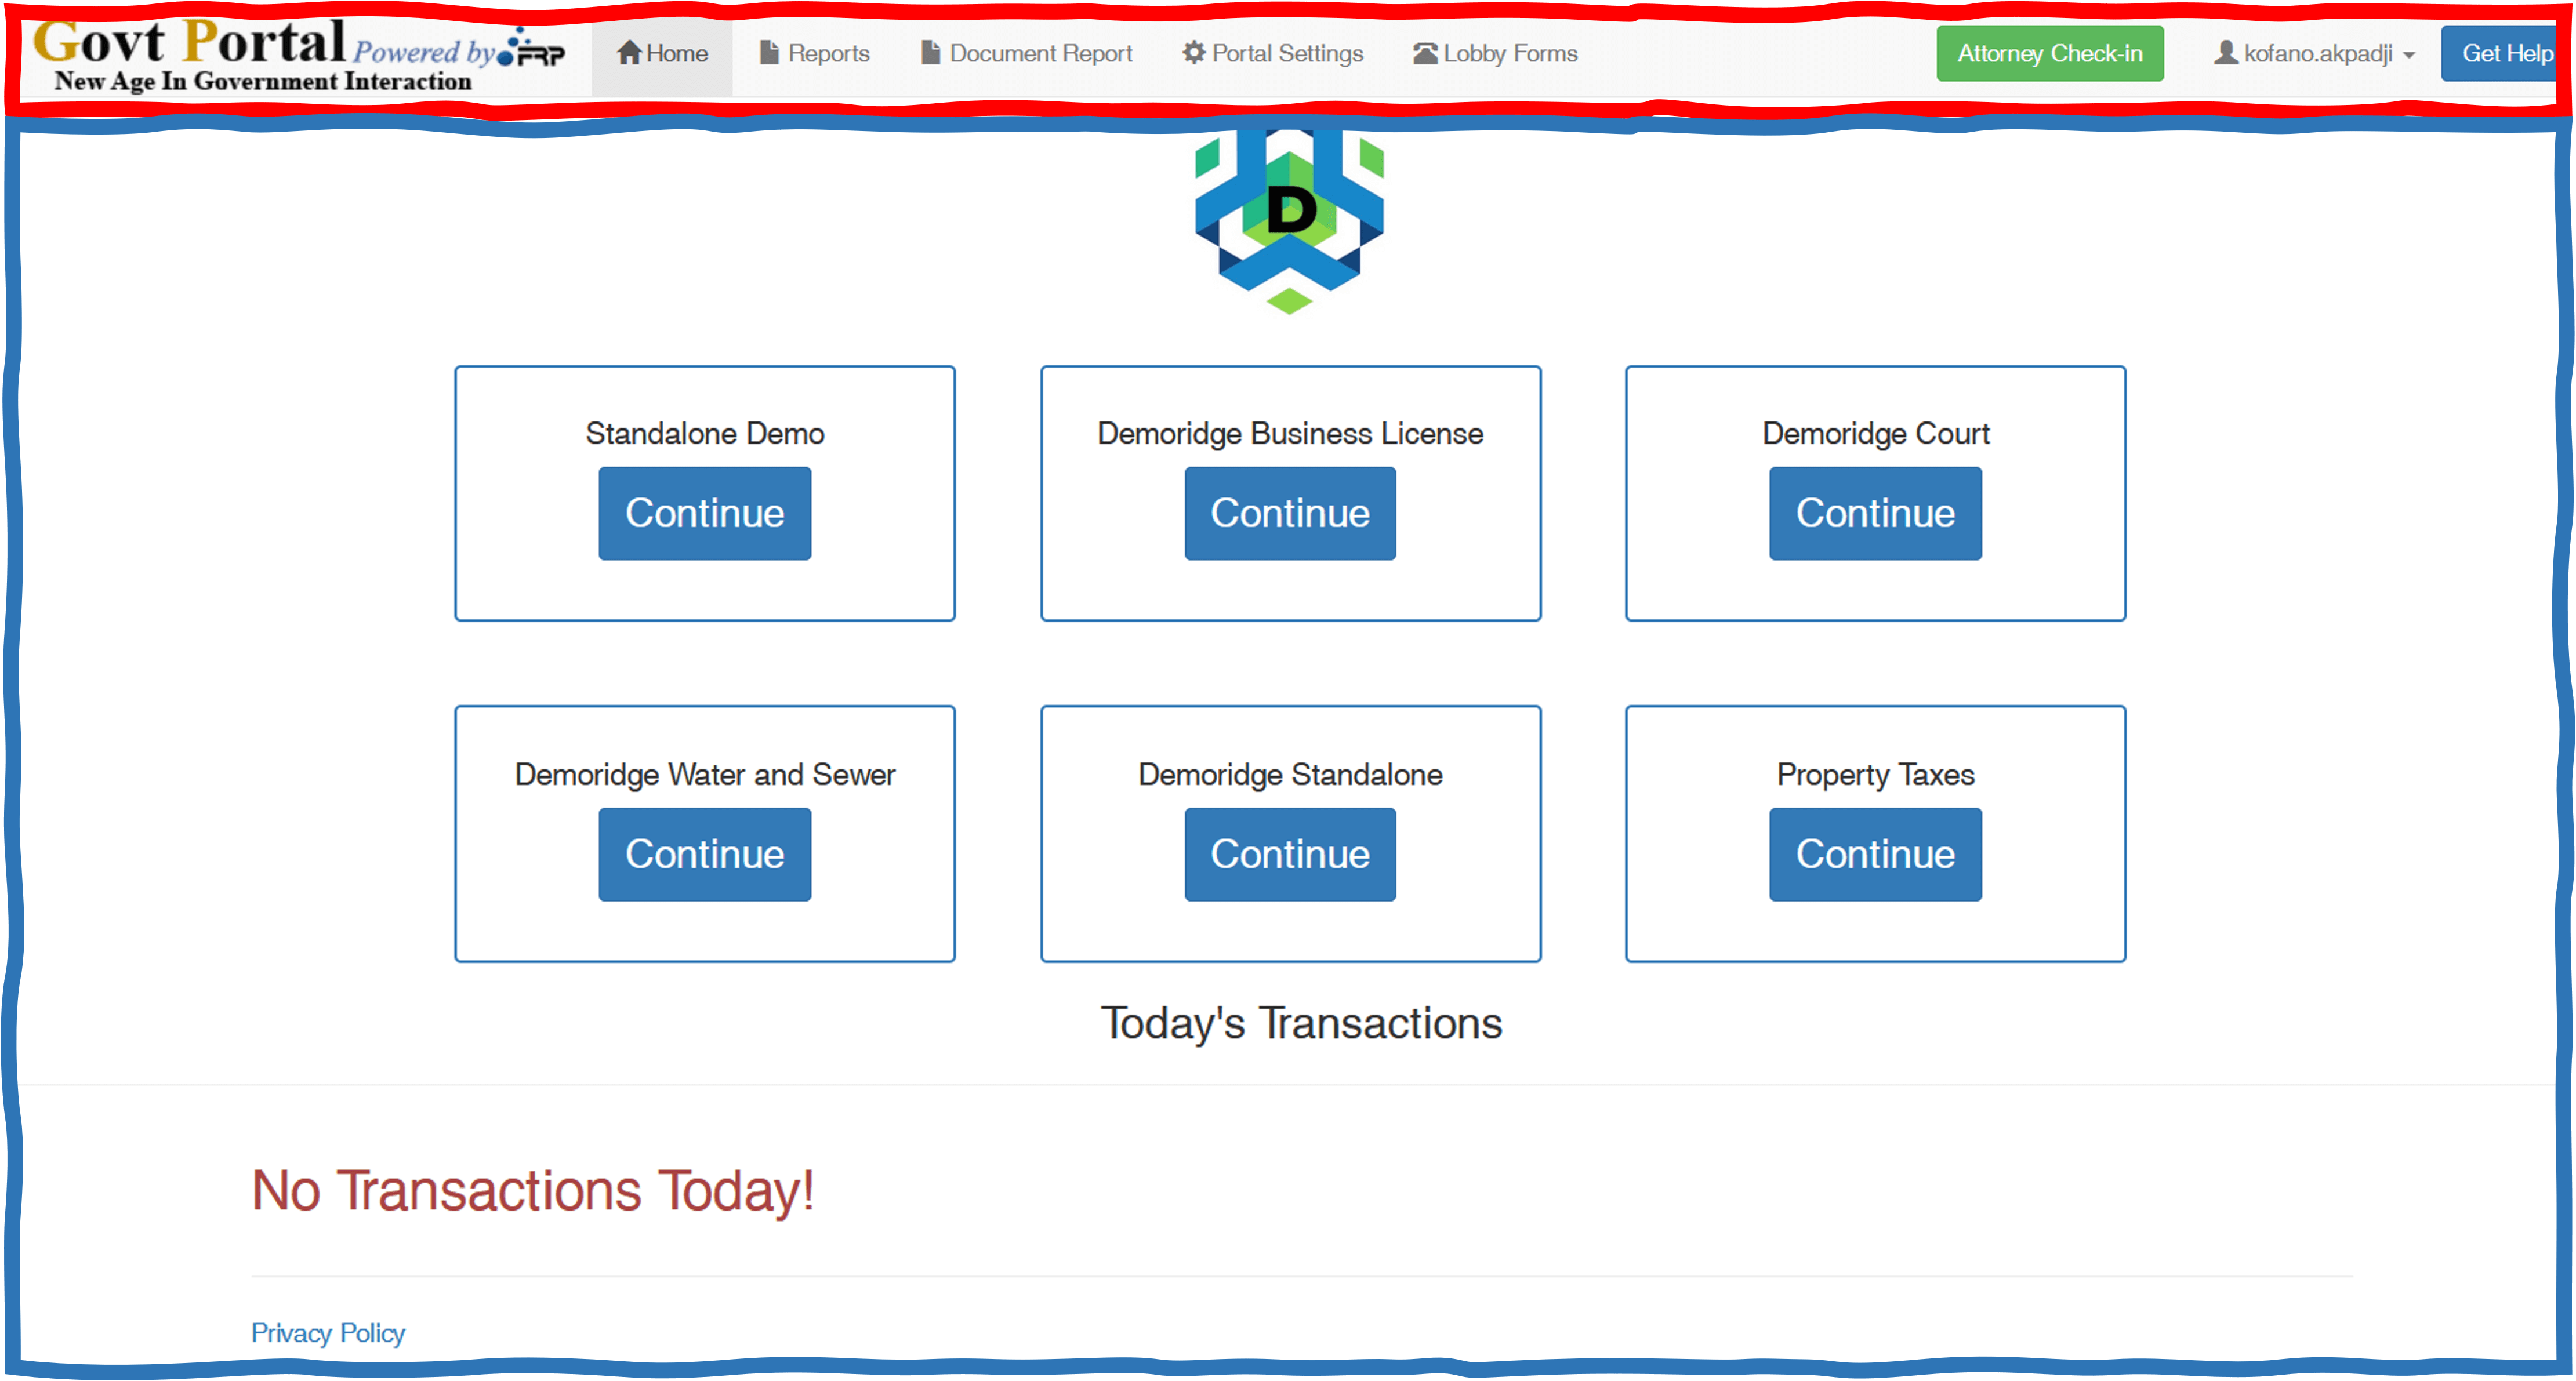 Govt Portal Powered by FRP
New Age In Government Interaction
Home Reports Document Report Portal Settings Lobby Forms Attorney Check-in kofano.akpadji Get Help
D
Standalone Demo Demoridge Business License Demoridge Court
Continue Continue Continue
Demoridge Water and Sewer Demoridge Standalone Property Taxes
Continue Continue Continue
Today's Transactions
No Transactions Today!
Privacy Policy